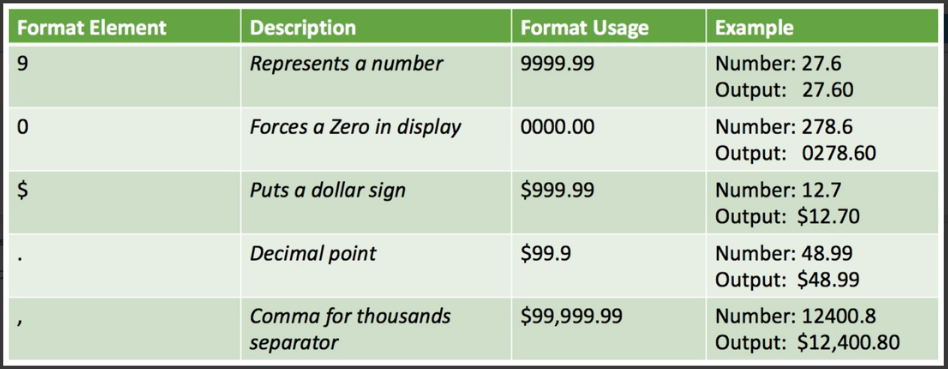 Format Element Description Format Usage Example
9 Represents a number 9999.99 Number: 27.6
Output: 27.60
0 Forces a Zero in display 0000.00 Number: 278.6
Output: 0278.60
$ Puts a dollar sign $999.99 Number: 12.7
Output: $12.70
. Decimal point $99.9 Number: 48.99
Output: $48.99
, Comma for thousands $99,999.99 Number: 12400.8
separator Output: $12,400.80